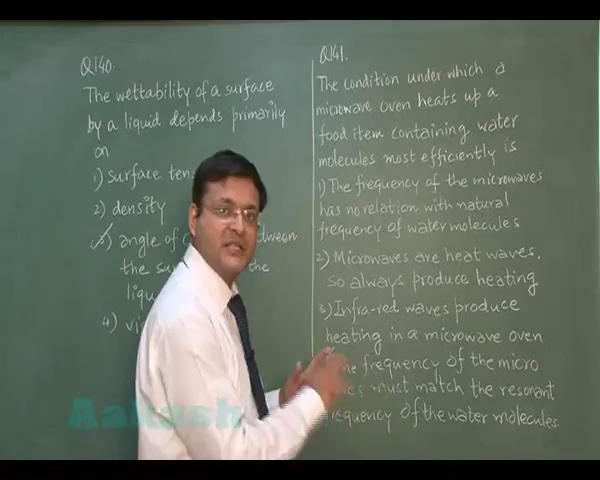 Q140.
The wettability of a surface
by a liquid depends primarily
on
1) surface ten
2) density
3) angle of c between
the su the
liqu
4) vi
Q141.
The condition under which a
microwave oven heats up a
food item containing water
molecules most efficiently is
1) The frequency of the microwaves
has no relation with natural
frequency of water molecules
2) Microwaves are heat waves,
so always produce heating
3) Infra-red waves produce
heating in a microwave oven
he frequency of the micro
es must match the resonant
frequency of the water molecules.
Aakash